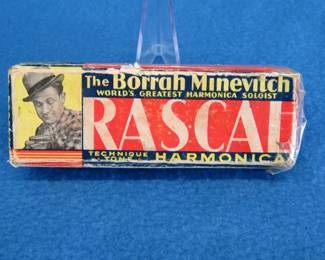 The Borrah Minevitch
WORLD'S GREATEST HARMONICA SOLOIST
RASCAL
TECHNIQUE
& TONE
HARMONICA